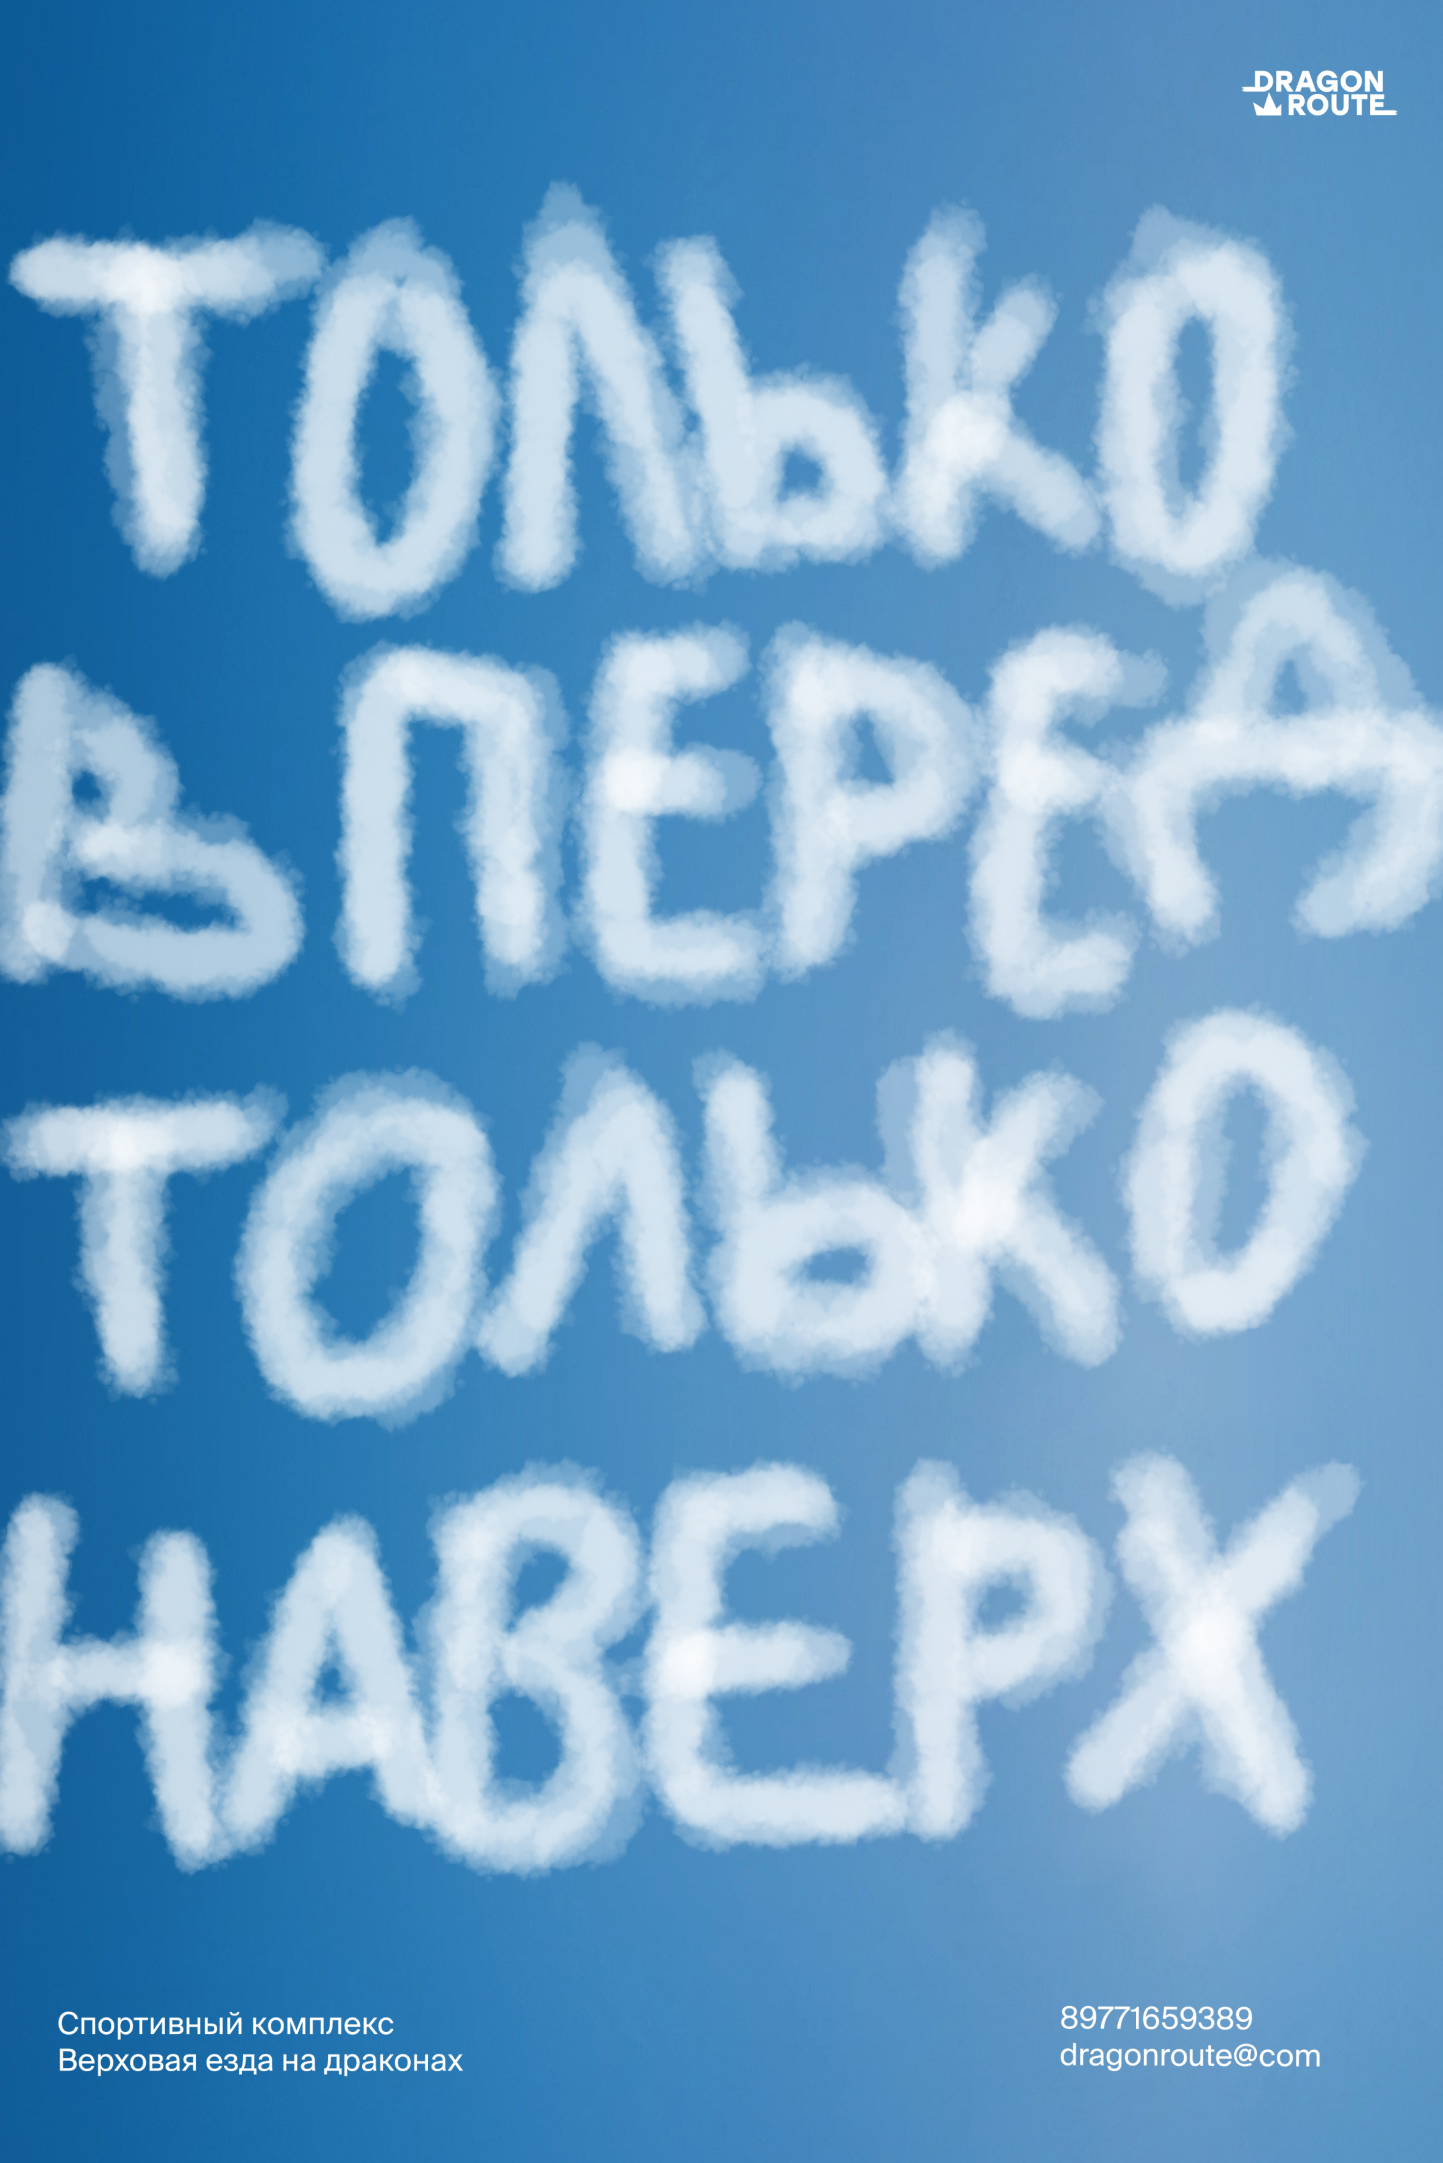 DRAGON
ROUTE
ТОЛЬКО
ВПЕРЕД
ТОЛЬКО
НАВЕРХ
Спортивный комплекс
Верховая езда на драконах
89771659389
dragonroute@com